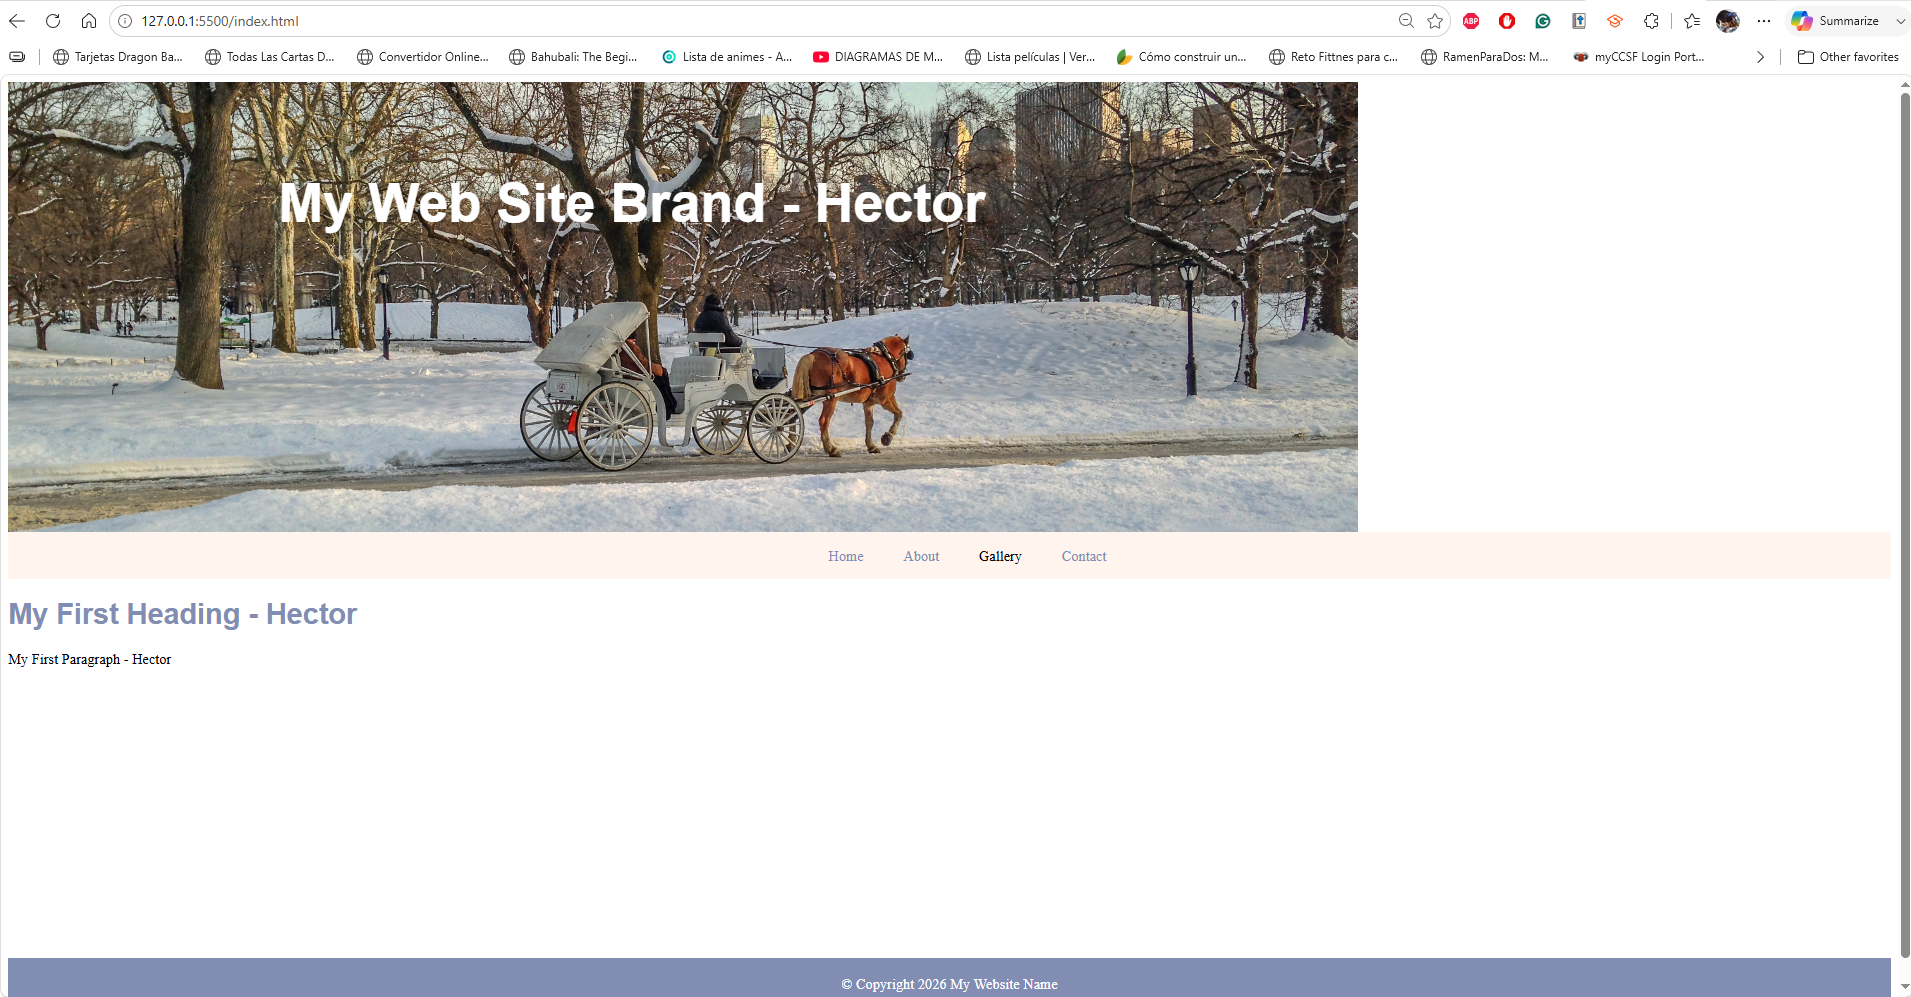 127.0.0.1:5500/index.html
ABP
Summarize
Tarjetas Dragon Ba...
Todas Las Cartas D...
Convertidor Online...
Bahubali: The Begi...
Lista de animes - A...
DIAGRAMAS DE M...
Lista películas | Ver...
Cómo construir un...
Reto Fittnes para c...
RamenParaDos: M...
myCCSF Login Port...
Other favorites
My Web Site Brand - Hector
Home About Gallery Contact
My First Heading - Hector
My First Paragraph - Hector
© Copyright 2026 My Website Name